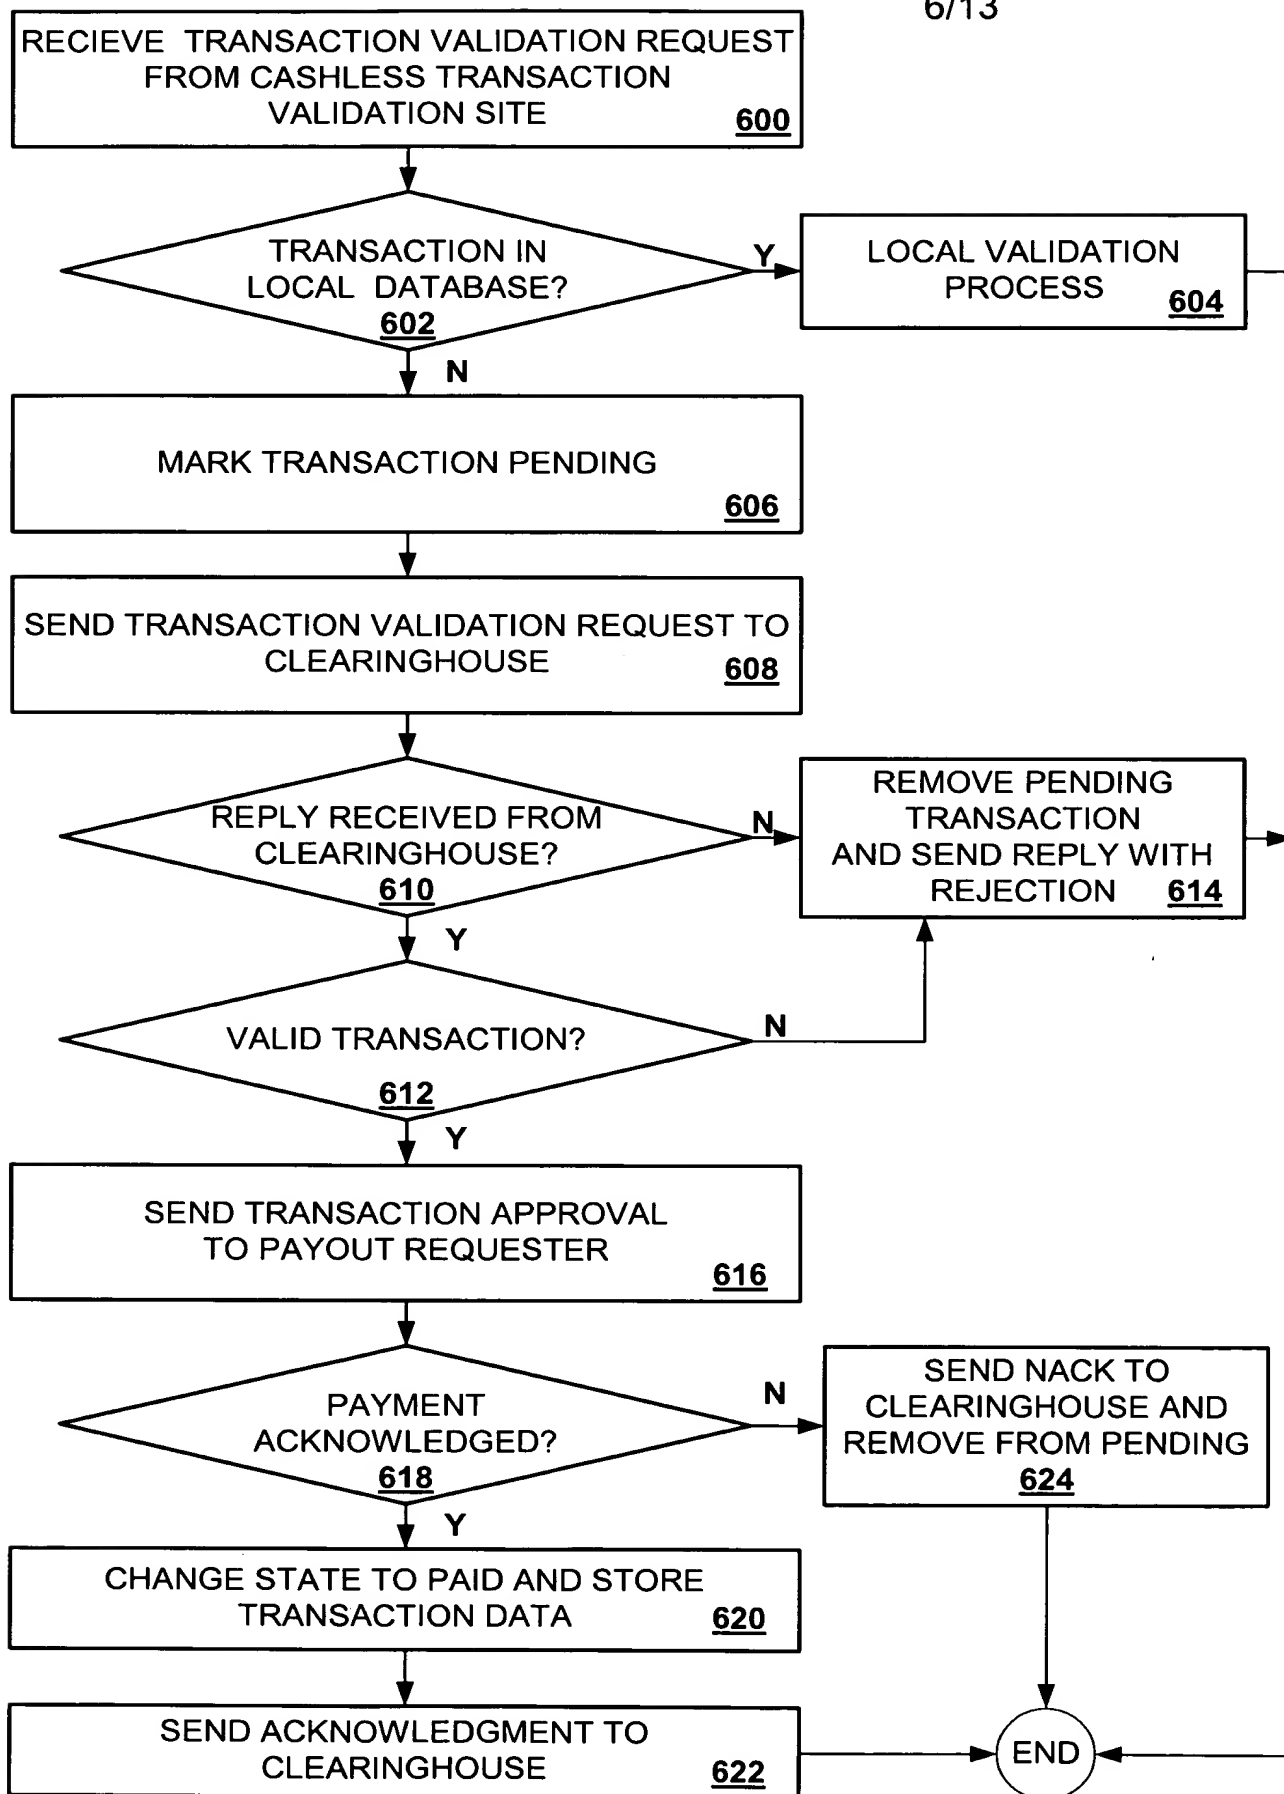 6/13
RECIEVE TRANSACTION VALIDATION REQUEST
FROM CASHLESS TRANSACTION
VALIDATION SITE
600
TRANSACTION IN
LOCAL DATABASE?
602
Y
LOCAL VALIDATION
PROCESS
604
N
MARK TRANSACTION PENDING
606
SEND TRANSACTION VALIDATION REQUEST TO
CLEARINGHOUSE
608
REPLY RECEIVED FROM
CLEARINGHOUSE?
610
N
REMOVE PENDING
TRANSACTION
AND SEND REPLY WITH
REJECTION
614
Y
VALID TRANSACTION?
612
N
Y
SEND TRANSACTION APPROVAL
TO PAYOUT REQUESTER
616
PAYMENT
ACKNOWLEDGED?
618
N
SEND NACK TO
CLEARINGHOUSE AND
REMOVE FROM PENDING
624
Y
CHANGE STATE TO PAID AND STORE
TRANSACTION DATA
620
SEND ACKNOWLEDGMENT TO
CLEARINGHOUSE
622
END